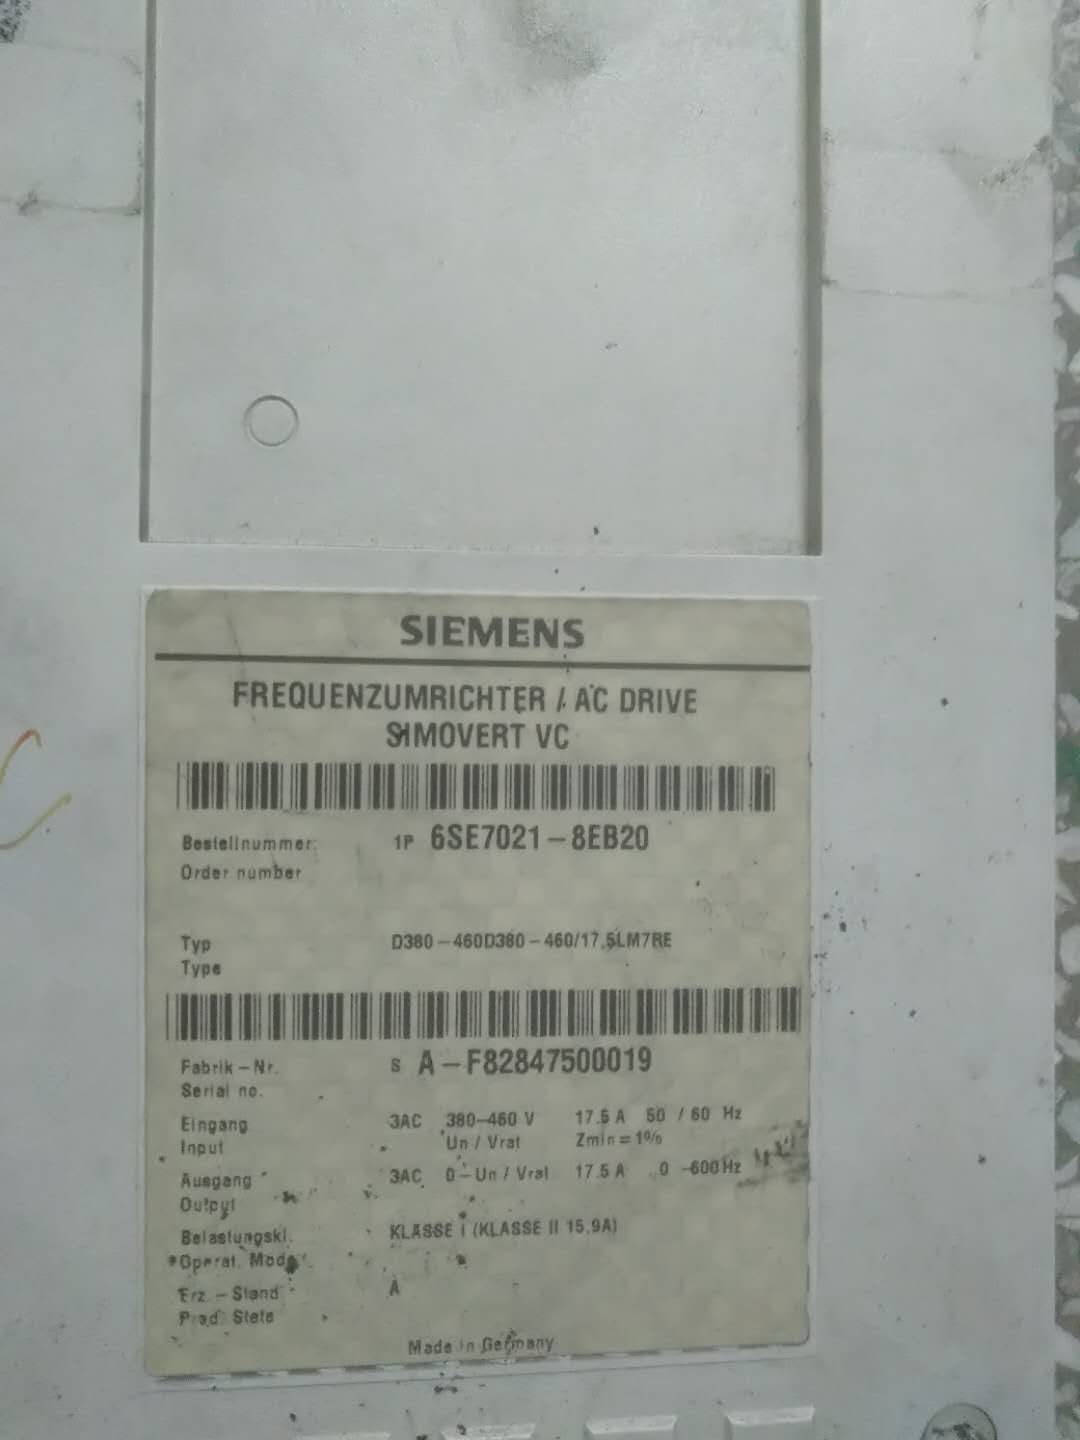 SIEMENS
FREQUENZUMRICHTER / AC DRIVE
SIMOVERT VC
Bestellnummer: 1P 6SE7021-8EB20
Order number
Typ D380-460D380-460/17,5LM7RE
Type
Fabrik-Nr. S A-F82847500019
Serial no.
Eingang 3AC 380-460 V 17.5 A 50 / 60 Hz
Input Un / Vrat Zmin = 1%
Ausgang 3AC 0-Un / Vrat 17.5 A 0 -600Hz
Output
Belastungskl. KLASSE I (KLASSE II 15,9A)
Operat. Mode
Erz.-Stand A
Prod. State
Made in Germany